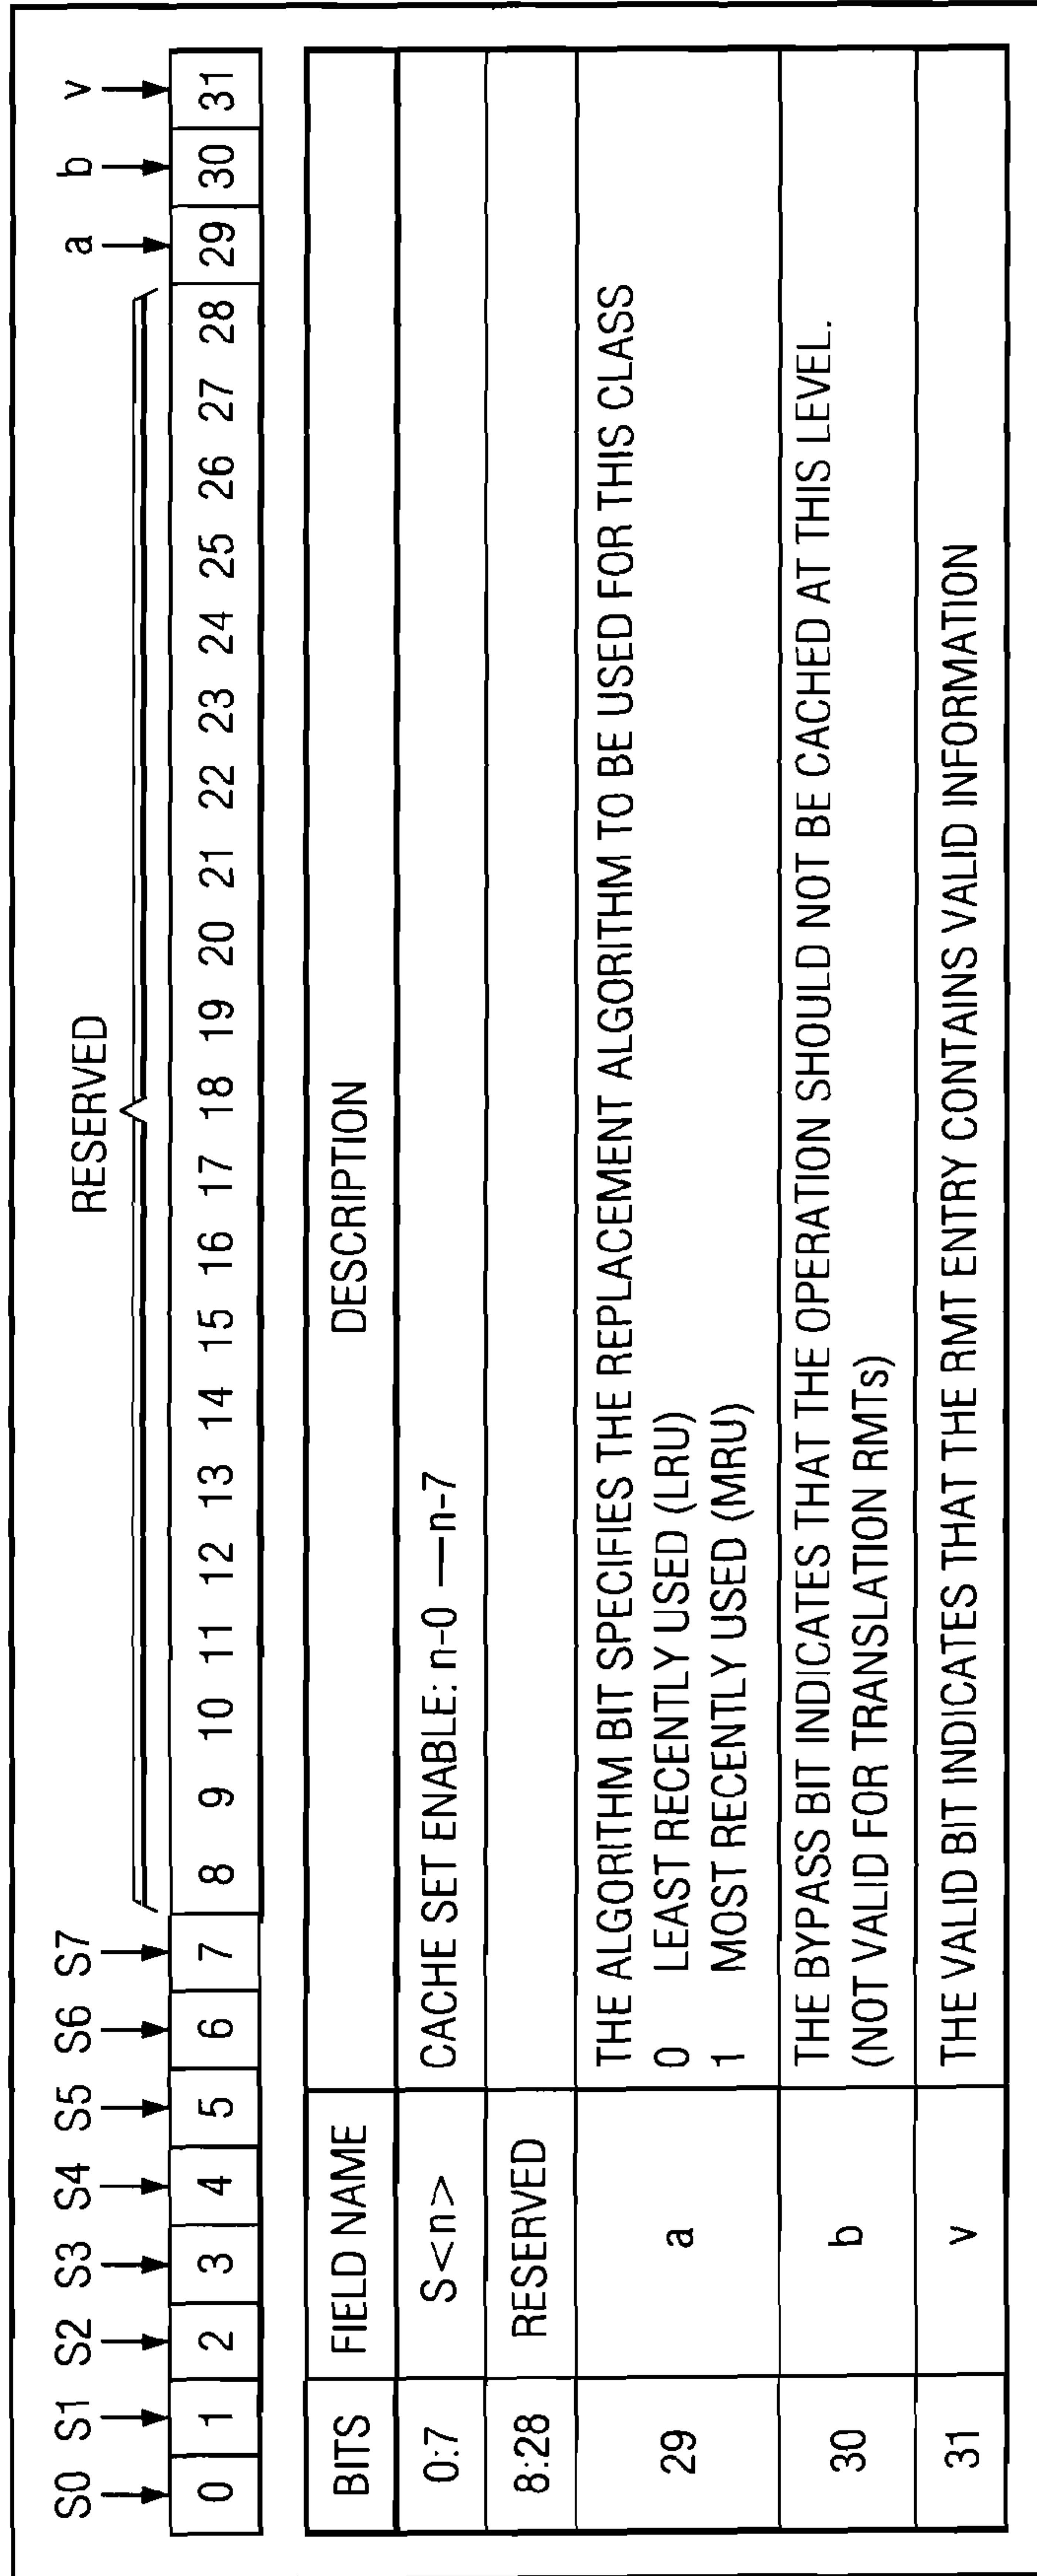 RESERVED
S0 S1 S2 S3 S4 S5 S6 S7 a b v
0 1 2 3 4 5 6 7 8 9 10 11 12 13 14 15 16 17 18 19 20 21 22 23 24 25 26 27 28 29 30 31
BITS FIELD NAME DESCRIPTION
0:7 S<n> CACHE SET ENABLE: n-0 — n-7
8:28 RESERVED
29 a THE ALGORITHM BIT SPECIFIES THE REPLACEMENT ALGORITHM TO BE USED FOR THIS CLASS
0 LEAST RECENTLY USED (LRU)
1 MOST RECENTLY USED (MRU)
30 b THE BYPASS BIT INDICATES THAT THE OPERATION SHOULD NOT BE CACHED AT THIS LEVEL.
(NOT VALID FOR TRANSLATION RMTs)
31 v THE VALID BIT INDICATES THAT THE RMT ENTRY CONTAINS VALID INFORMATION